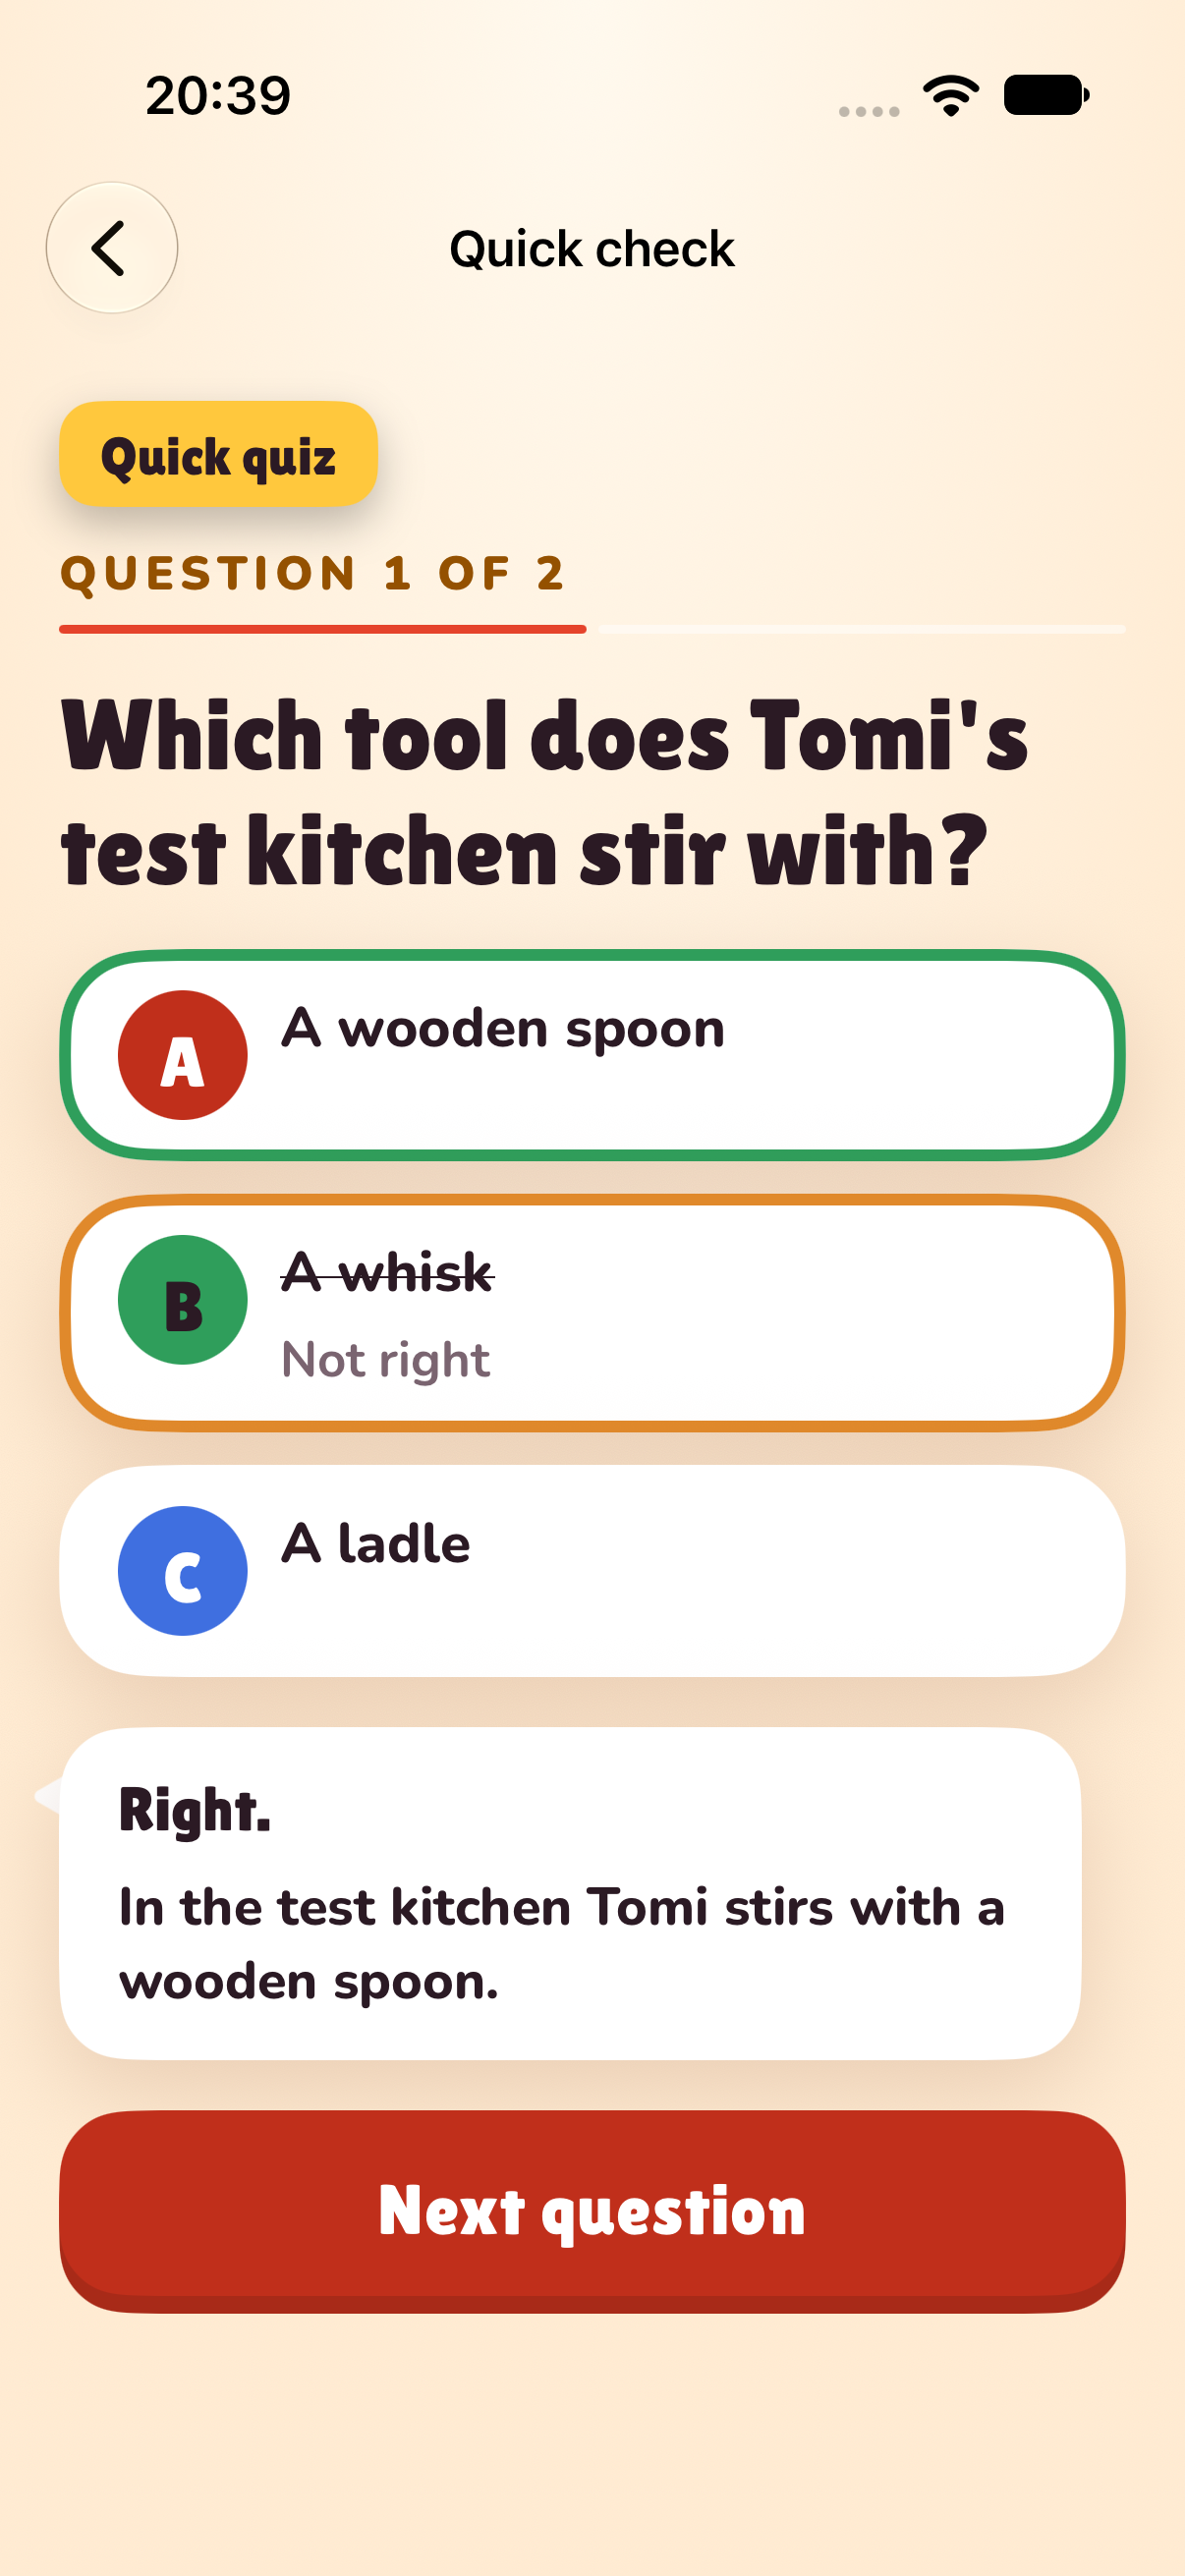 20:39
Quick check
Quick quiz
QUESTION 1 OF 2
Which tool does Tomi's
test kitchen stir with?
A
A wooden spoon
B
A whisk
Not right
C
A ladle
Right.
In the test kitchen Tomi stirs with a
wooden spoon.
Next question